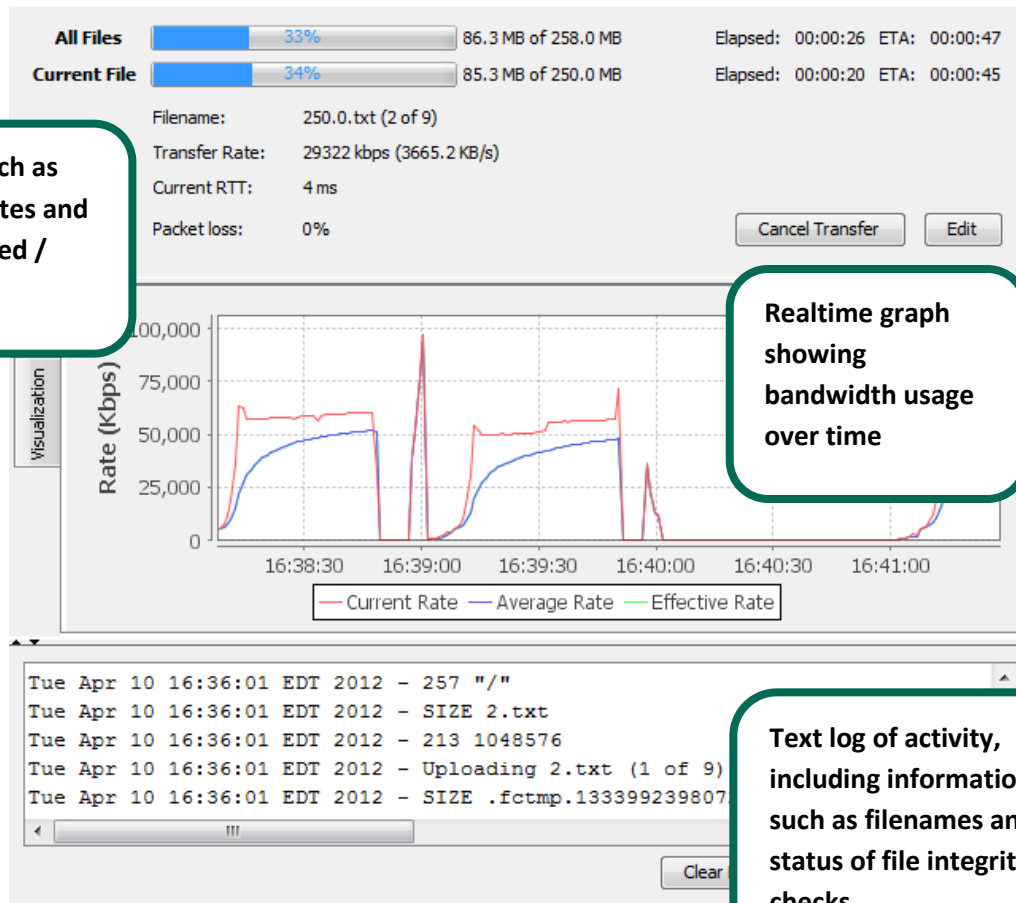 All Files 33% 86.3 MB of 258.0 MB Elapsed: 00:00:26 ETA: 00:00:47
Current File 34% 85.3 MB of 250.0 MB Elapsed: 00:00:20 ETA: 00:00:45
Filename: 250.0.txt (2 of 9)
Transfer Rate: 29322 kbps (3665.2 KB/s)
Current RTT: 4 ms
Packet loss: 0%
Cancel Transfer Edit
as
and
/
Realtime graph
showing
bandwidth usage
over time
Visualization
Rate (Kbps)
100,000
75,000
50,000
25,000
0
16:38:30 16:39:00 16:39:30 16:40:00 16:40:30 16:41:00
Current Rate Average Rate Effective Rate
Tue Apr 10 16:36:01 EDT 2012 - 257 "/"
Tue Apr 10 16:36:01 EDT 2012 - SIZE 2.txt
Tue Apr 10 16:36:01 EDT 2012 - 213 1048576
Tue Apr 10 16:36:01 EDT 2012 - Uploading 2.txt (1 of 9)
Tue Apr 10 16:36:01 EDT 2012 - SIZE
Text log of activity,
including
such as filenames
status of file
checks
Clear